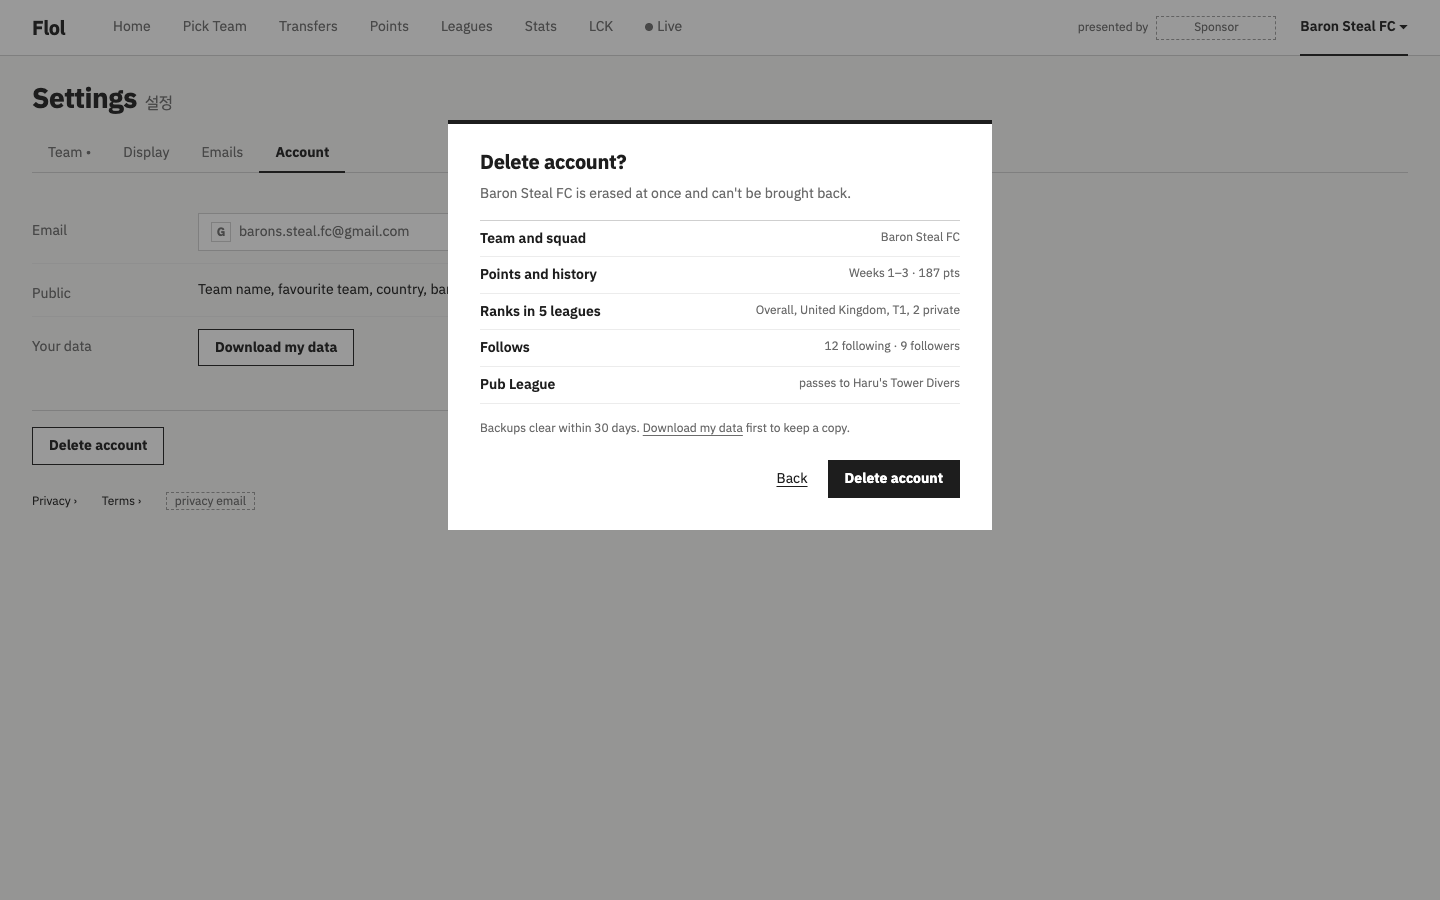 Flol Home Pick Team Transfers Points Leagues Stats LCK Live presented by Sponsor Baron Steal FC
Settings 설정
Team • Display Emails Account
Email G barons.steal.fc@gmail.com
Public Team name, favourite team, country, ba
Your data Download my data
Delete account
Privacy › Terms › privacy email
Delete account?
Baron Steal FC is erased at once and can't be brought back.
Team and squad Baron Steal FC
Points and history Weeks 1–3 · 187 pts
Ranks in 5 leagues Overall, United Kingdom, T1, 2 private
Follows 12 following · 9 followers
Pub League passes to Haru's Tower Divers
Backups clear within 30 days. Download my data first to keep a copy.
Back Delete account